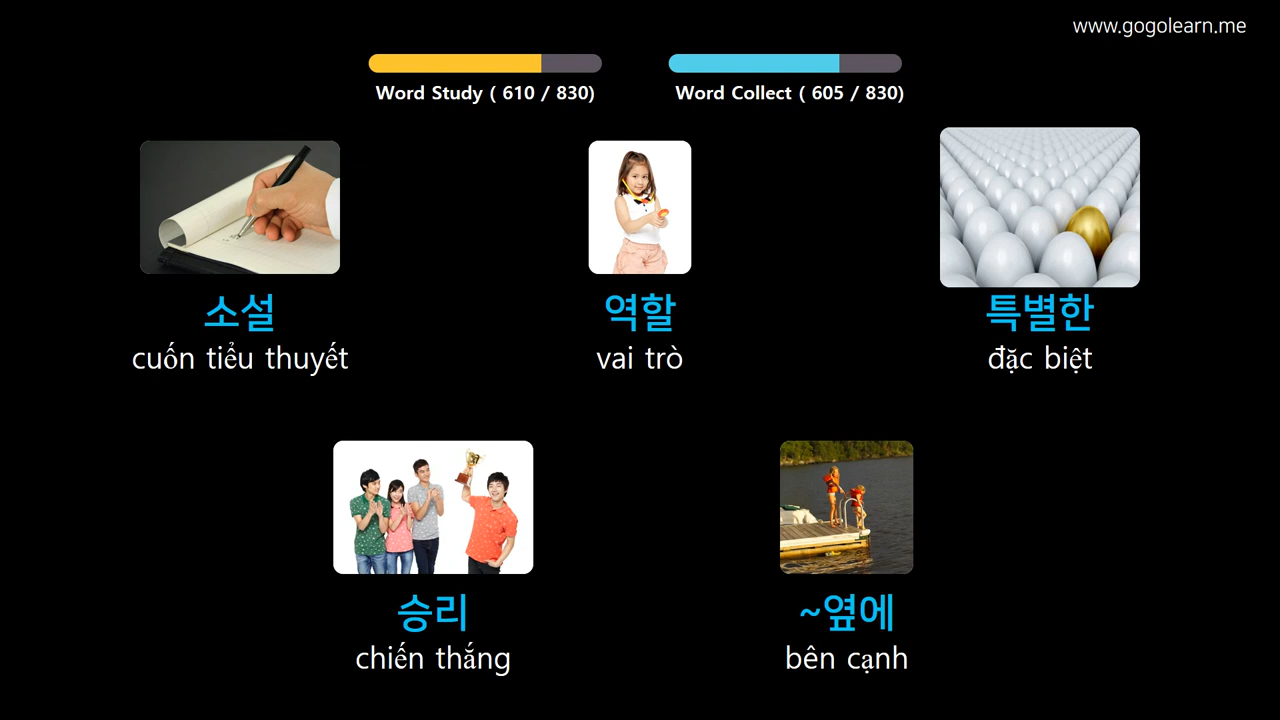 www.gogolearn.me
Word Study ( 610 / 830)
Word Collect ( 605 / 830)
소설
cuốn tiểu thuyết
역할
vai trò
특별한
đặc biệt
승리
chiến thắng
~옆에
bên cạnh